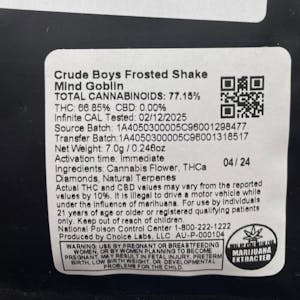 Crude Boys Frosted Shake
Mind Goblin
TOTAL CANNABINOIDS: 77.15%
THC: 66.85% CBD: 0.00%
Infinite CAL Tested: 02/12/2025
Source Batch: 1A4050300005C96001298477
Transfer Batch:1A4050300005C96001318517
Net Weight: 7.0g / 0.246oz
Activation time: Immediate
Ingredients: Cannabis Flower, THCa
Diamonds, Natural Terpenes
04 / 24
Actual THC and CBD values may vary from the reported
values by 10%. It is illegal to drive a motor vehicle while
under the influence of marijuana. For use by individuals
21 years of age or older or registered qualifying patients
only. Keep out of reach of children.
National Poison Control Center 1-800-222-1222
Produced by Choice Labs, LLC AU-P-000104
WARNING: USE BY PREGNANT OR BREASTFEEDING
WOMEN, OR BY WOMEN PLANNING TO BECOME
PREGNANT, MAY RESULT IN FETAL INJURY, PRETERM
BIRTH, LOW BIRTH WEIGHT, OR DEVELOPMENTAL
PROBLEMS FOR THE CHILD.
MARIJUANA
EXTRACTED